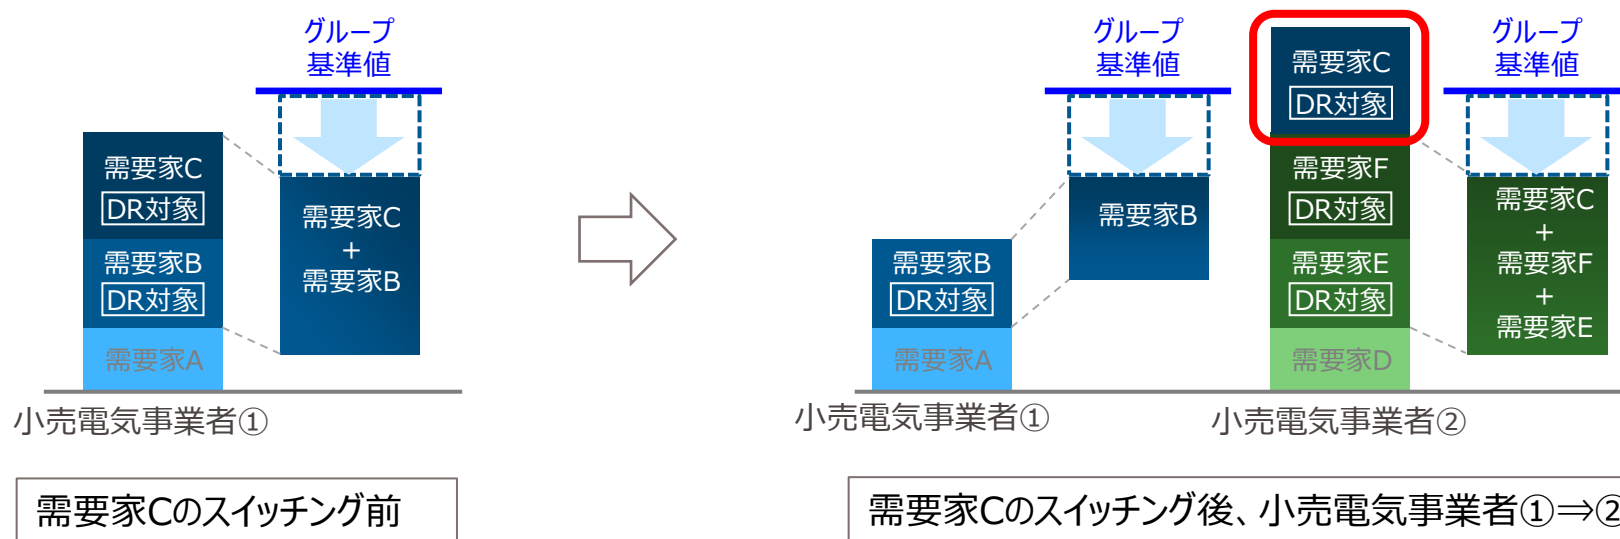 グループ
基準値
需要家C
DR対象
需要家B
DR対象
需要家A
需要家C
+
需要家B
小売電気事業者①
需要家Cのスイッチング前
グループ
基準値
需要家B
DR対象
需要家A
需要家B
小売電気事業者①
需要家C
DR対象
需要家F
DR対象
需要家E
DR対象
需要家D
グループ
基準値
需要家C
+
需要家F
+
需要家E
小売電気事業者②
需要家Cのスイッチング後、小売電気事業者①⇒②